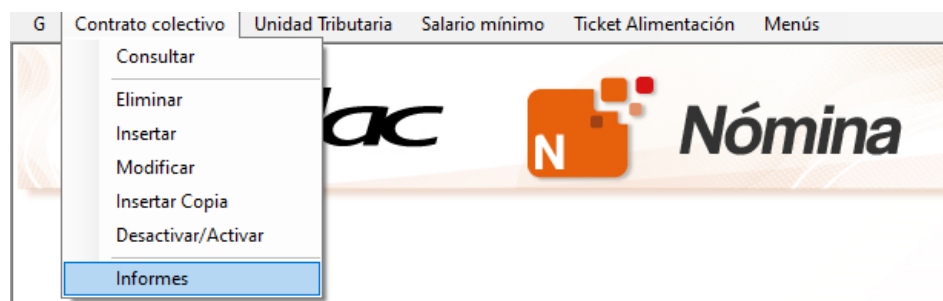 G Contrato colectivo Unidad Tributaria Salario mínimo Ticket Alimentación Menús
Consultar
Eliminar
Insertar
Modificar
Insertar Copia
Desactivar/Activar
Informes
N Nómina